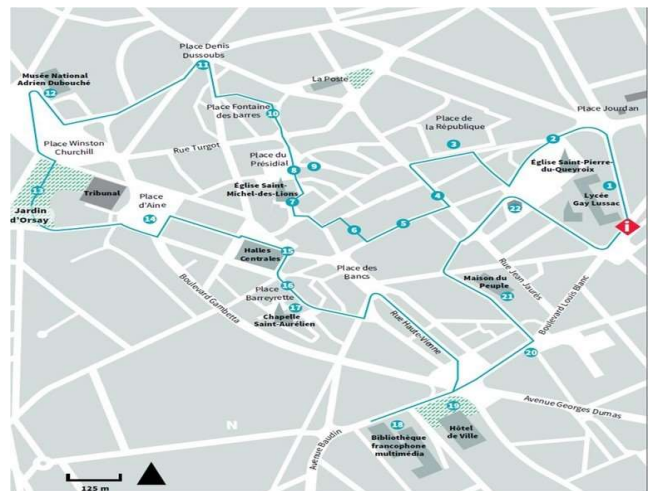 Place Denis
Dussoubs
11
Musée National
Adrien Dubouché
12
La Poste
Place Fontaine
des barres
10
Place Jourdan
Place de
la République
3
2
Place Winston
Churchill
Rue Turgot
Place du
Présidial
9
8
Église Saint-Pierre-
du-Queyroix
1
Lycée
Gay Lussac
i
13
Jardin
d'Orsay
Tribunal
Place
d'Aine
14
Église Saint-
Michel-des-Lions
7
4
5
6
22
Halles
Centrales
15
Place des
Bancs
Rue Jean Jaurès
Maison du
Peuple
21
Boulevard Louis Blanc
16
Place
Barreyrette
17
Chapelle
Saint-Aurélien
Boulevard Gambetta
Rue Haute-Vienne
20
Avenue Georges Dumas
19
Hôtel
de Ville
18
Bibliothèque
francophone
multimédia
Avenue Baudin
N
125 m